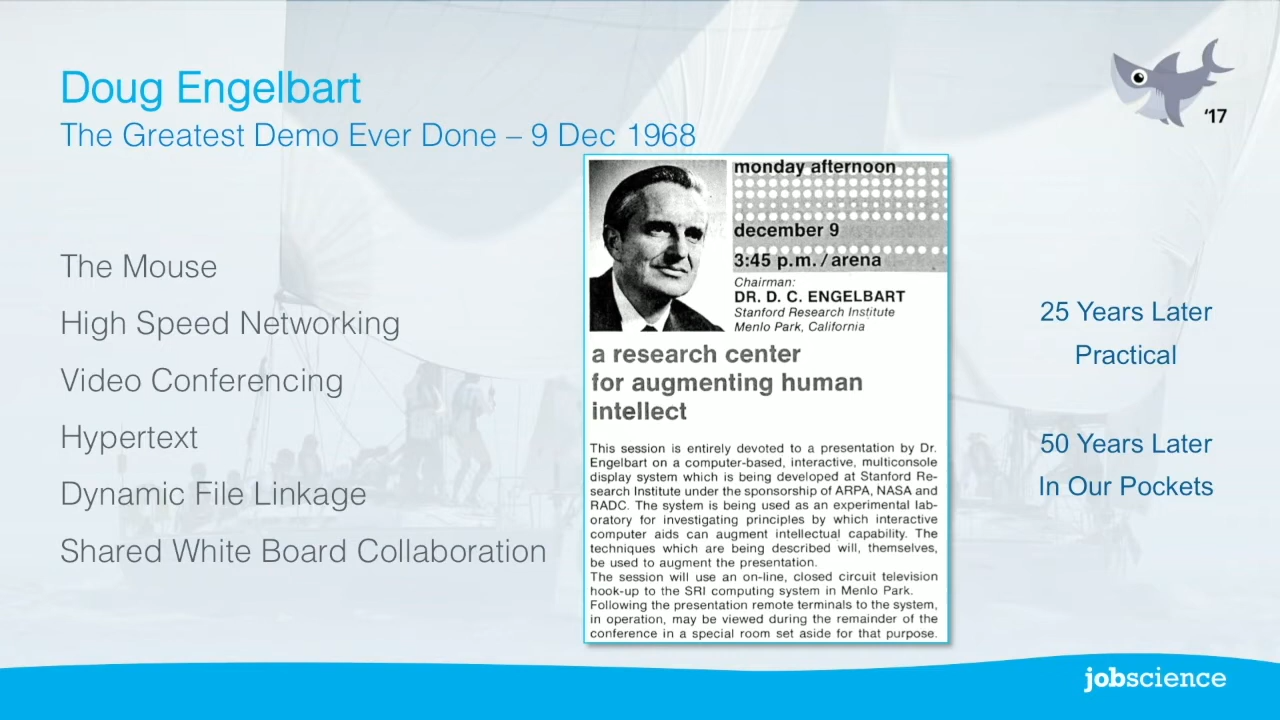 Doug Engelbart
The Greatest Demo Ever Done – 9 Dec 1968
'17
The Mouse
High Speed Networking
Video Conferencing
Hypertext
Dynamic File Linkage
Shared White Board Collaboration
monday afternoon
december 9
3:45 p.m. / arena
Chairman:
DR. D. C. ENGELBART
Stanford Research Institute
Menlo Park, California
a research center
for augmenting human
intellect
This session is entirely devoted to a presentation by Dr.
Engelbart on a computer-based, interactive, multiconsole
display system which is being developed at Stanford Re-
search Institute under the sponsorship of ARPA, NASA and
RADC. The system is being used as an experimental lab-
oratory for investigating principles by which interactive
computer aids can augment intellectual capability. The
techniques which are being described will, themselves,
be used to augment the presentation.
The session will use an on-line, closed circuit television
hook-up to the SRI computing system in Menlo Park.
Following the presentation remote terminals to the system,
in operation, may be viewed during the remainder of the
conference in a special room set aside for that purpose.
25 Years Later
Practical
50 Years Later
In Our Pockets
jobscience